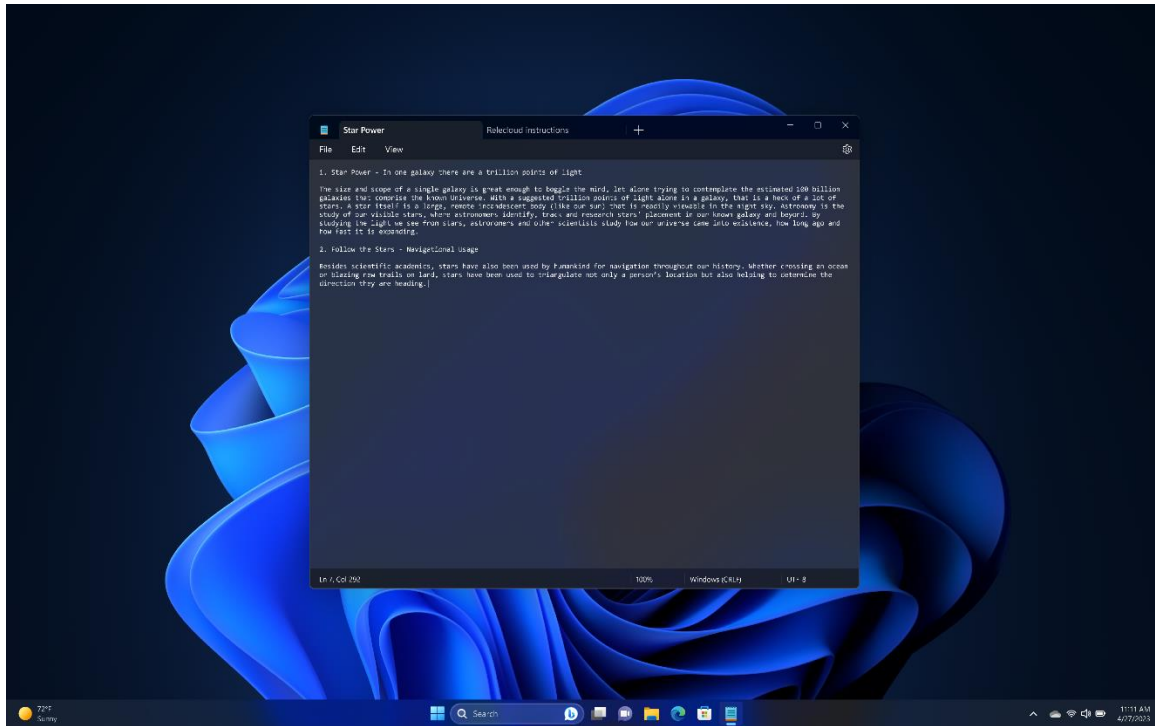 Star Power
Relecloud instructions
File Edit View
1. Star Power - In one galaxy there are a trillion points of light
The size and scope of a single galaxy is great enough to boggle the mind, let alone trying to contemplate the estimated 100 billion
galaxies that comprise the known Universe. With a suggested trillion points of light alone in a galaxy, that is a heck of a lot of
stars. A star itself is a large, remote incandescent body (like our sun) that is readily viewable in the night sky. Astronomy is the
study of our visible stars, where astronomers identify, track and research stars' placement in our known galaxy and beyond. By
studying the light we see from stars, astronomers and other scientists study how our universe came into existence, how long ago and
how fast it is expanding.
2. Follow the Stars - Navigational Usage
Besides scientific academics, stars have also been used by humankind for navigation throughout our history. Whether crossing an ocean
or blazing new trails on land, stars have been used to triangulate not only a person's location but also helping to determine the
direction they are heading.
Ln 7, Col 292
100%
Windows (CRLF)
UTF-8
72°F
Sunny
Search
11:11 AM
4/27/2023